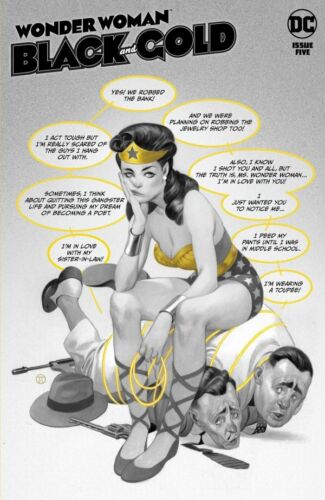 WONDER WOMAN
BLACK and GOLD
DC
ISSUE
FIVE
YES! WE ROBBED
THE BANK!
AND WE WERE
PLANNING ON ROBBING THE
JEWELRY SHOP TOO!
I ACT TOUGH BUT
I'M REALLY SCARED OF
THE GUYS I HANG
OUT WITH.
ALSO, I KNOW
I SHOT YOU AND ALL, BUT
THE TRUTH IS, MS. WONDER WOMAN...
...I'M IN LOVE WITH YOU!
SOMETIMES, I THINK
ABOUT QUITTING THIS GANGSTER
LIFE AND PURSUING MY DREAM
OF BECOMING A POET.
I JUST
WANTED YOU
TO NOTICE ME...
I'M IN LOVE
WITH MY
SISTER-IN-LAW!
I PEED MY
PANTS UNTIL I WAS
IN MIDDLE SCHOOL.
I'M WEARING
A TOUPEE!